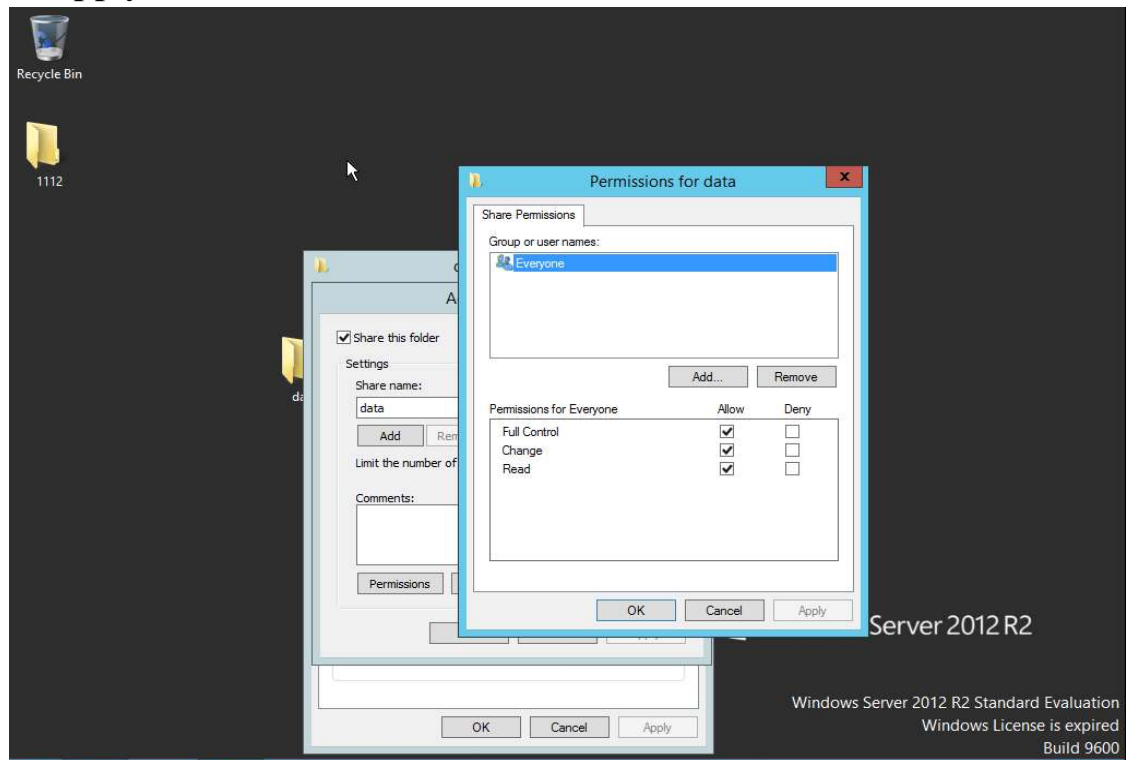 Recycle Bin
1112
Permissions for data
x
Share Permissions
Group or user names:
Everyone
Add... Remove
Permissions for Everyone Allow Deny
Full Control
Change
Read
OK Cancel Apply
A
Share this folder
Settings
Share name:
data
Add Rem
Limit the number of
Comments:
Permissions
OK Cancel Apply
da
Server 2012 R2
Windows Server 2012 R2 Standard Evaluation
Windows License is expired
Build 9600